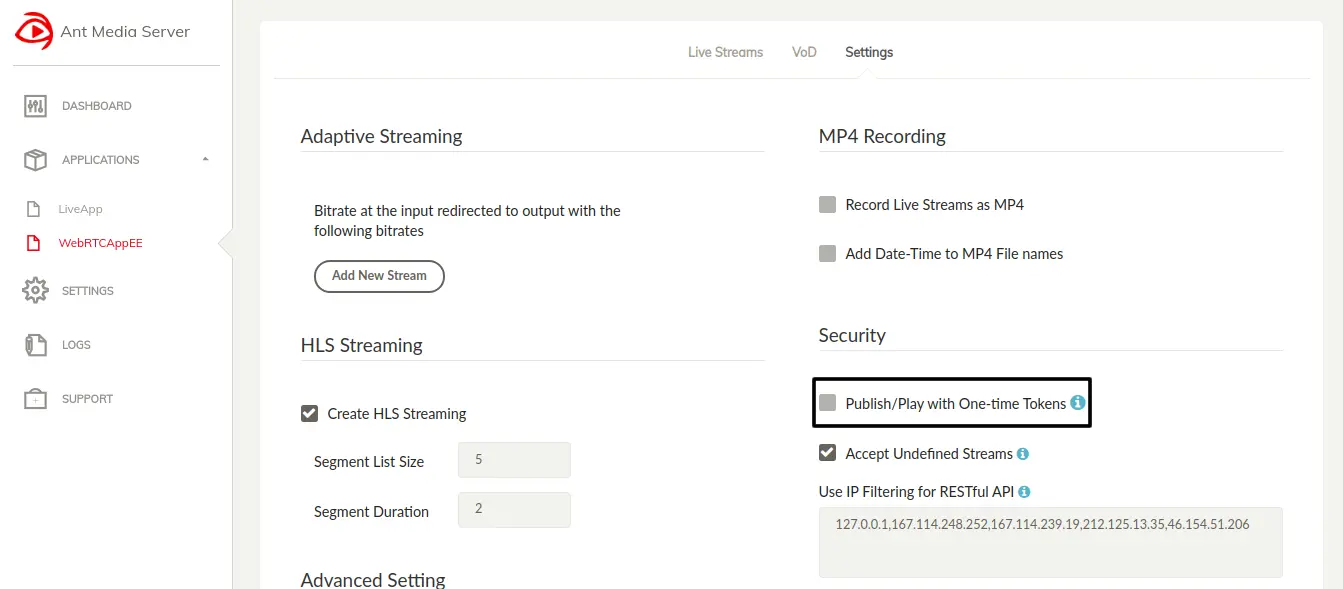 Ant Media Server
DASHBOARD
APPLICATIONS
LiveApp
WebRTCAppEE
SETTINGS
LOGS
SUPPORT
Live Streams VoD Settings
Adaptive Streaming
Bitrate at the input redirected to output with the
following bitrates
Add New Stream
HLS Streaming
Create HLS Streaming
Segment List Size 5
Segment Duration 2
Advanced Setting
MP4 Recording
Record Live Streams as MP4
Add Date-Time to MP4 File names
Security
Publish/Play with One-time Tokens
Accept Undefined Streams
Use IP Filtering for RESTful API
127.0.0.1,167.114.248.252,167.114.239.19,212.125.13.35,46.154.51.206